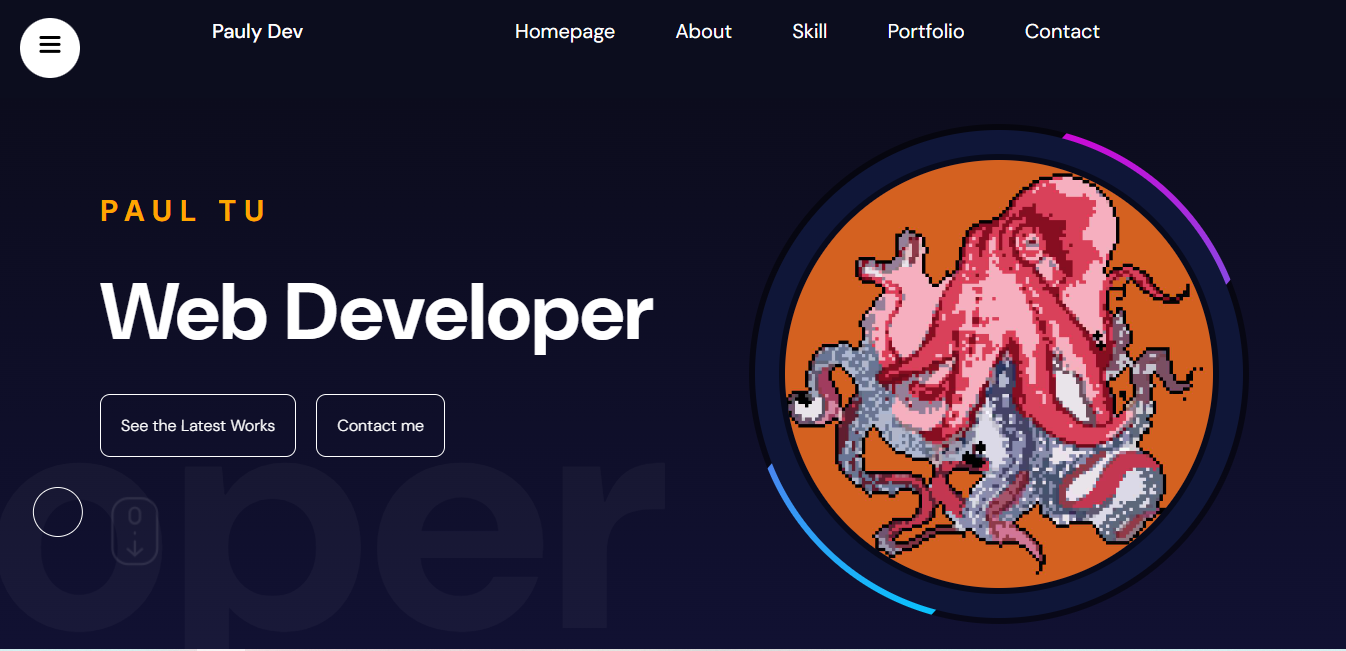 Pauly Dev Homepage About Skill Portfolio Contact
PAUL TU
Web Developer
See the Latest Works Contact me
oper